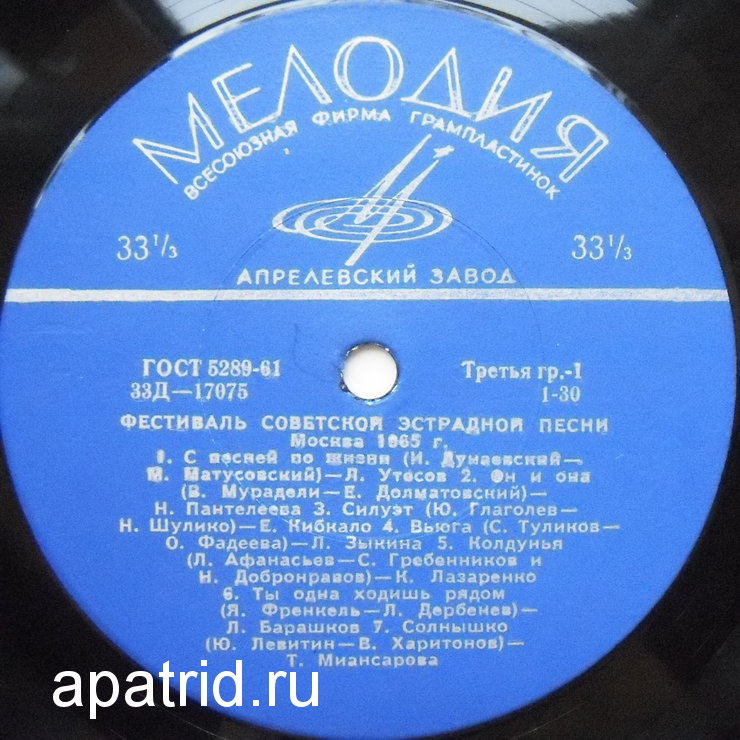 МЕЛОДИЯ
ВСЕСОЮЗНАЯ ФИРМА ГРАМПЛАСТИНОК
33⅓ 33⅓
АПРЕЛЕВСКИЙ ЗАВОД
ГОСТ 5289-61 Третья гр.-1
33Д—17075 1-30
ФЕСТИВАЛЬ СОВЕТСКОЙ ЭСТРАДНОЙ ПЕСНИ
Москва 1965 г.
1. С песней по жизни (И. Дунаевский—
М. Матусовский)—Л. Утесов 2. Он и она
(В. Мурадели—Е. Долматовский)—
Н. Пантелеева 3. Силуэт (Ю. Глаголев—
Н. Шулико)—Е. Кибкало 4. Вьюга (С. Туликов—
О. Фадеева)—Л. Зыкина 5. Колдунья
(Л. Афанасьев—С. Гребенников и
Н. Добронравов)—К. Лазаренко
6. Ты одна ходишь рядом
(Я. Френкель—Л. Дербенев)—
Л. Барашков 7. Солнышко
(Ю. Левитин—В. Харитонов)—
Т. Миансарова
apatrid.ru